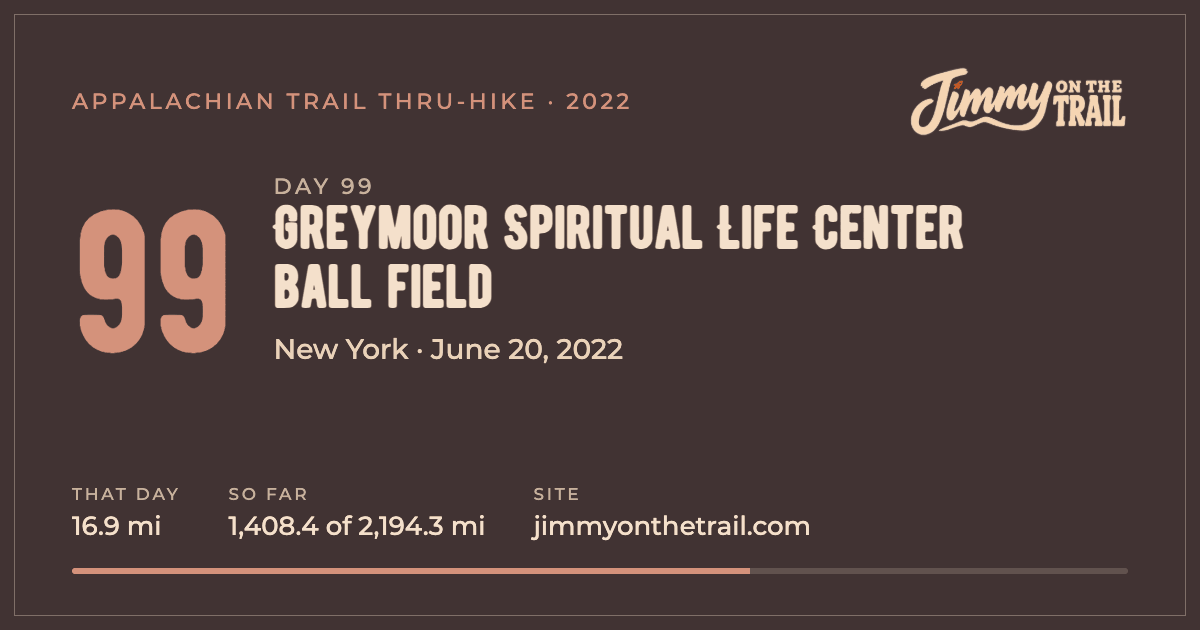 APPALACHIAN TRAIL THRU-HIKE · 2022
Jimmy ON THE TRAIL
DAY 99
99
GREYMOOR SPIRITUAL LIFE CENTER
BALL FIELD
New York · June 20, 2022
THAT DAY
16.9 mi
SO FAR
1,408.4 of 2,194.3 mi
SITE
jimmyonthetrail.com